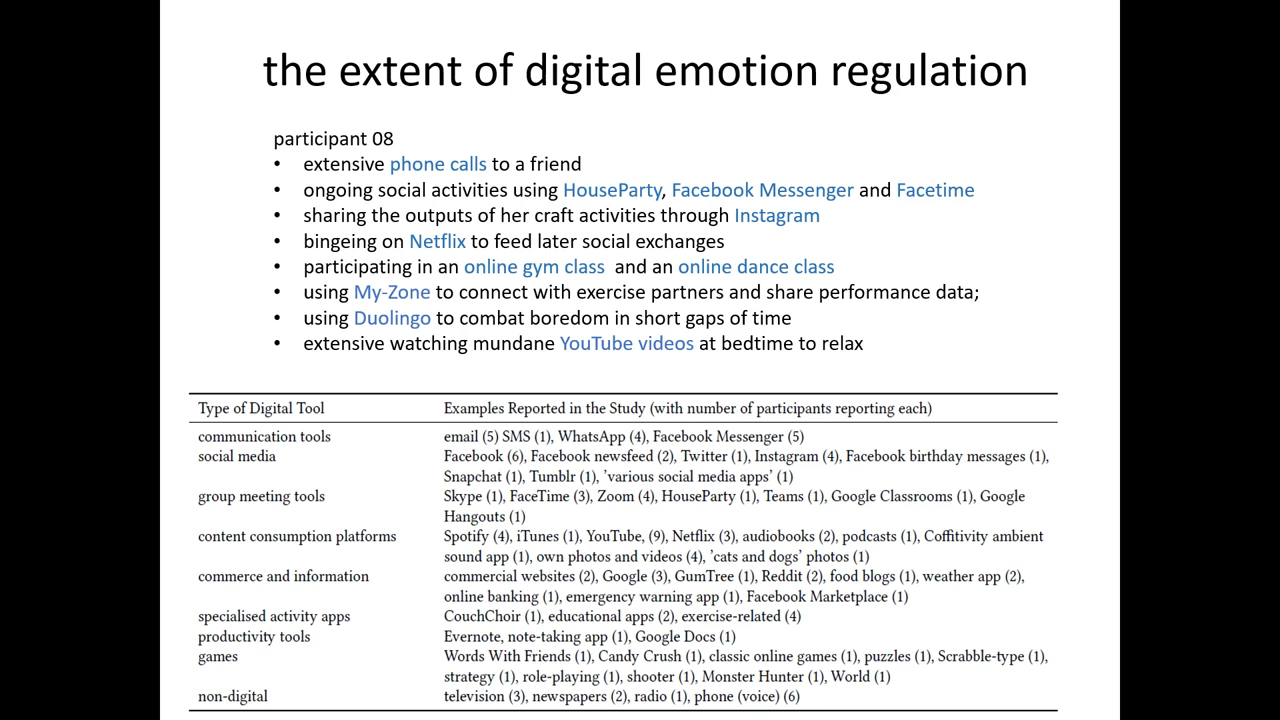 the extent of digital emotion regulation
participant 08
• extensive phone calls to a friend
• ongoing social activities using HouseParty, Facebook Messenger and Facetime
• sharing the outputs of her craft activities through Instagram
• bingeing on Netflix to feed later social exchanges
• participating in an online gym class and an online dance class
• using My-Zone to connect with exercise partners and share performance data;
• using Duolingo to combat boredom in short gaps of time
• extensive watching mundane YouTube videos at bedtime to relax
Type of Digital Tool Examples Reported in the Study (with number of participants reporting each)
communication tools email (5) SMS (1), WhatsApp (4), Facebook Messenger (5)
social media Facebook (6), Facebook newsfeed (2), Twitter (1), Instagram (4), Facebook birthday messages (1),
Snapchat (1), Tumblr (1), 'various social media apps' (1)
group meeting tools Skype (1), FaceTime (3), Zoom (4), HouseParty (1), Teams (1), Google Classrooms (1), Google
Hangouts (1)
content consumption platforms Spotify (4), iTunes (1), YouTube, (9), Netflix (3), audiobooks (2), podcasts (1), Coffitivity ambient
sound app (1), own photos and videos (4), 'cats and dogs' photos (1)
commerce and information commercial websites (2), Google (3), GumTree (1), Reddit (2), food blogs (1), weather app (2),
online banking (1), emergency warning app (1), Facebook Marketplace (1)
specialised activity apps CouchChoir (1), educational apps (2), exercise-related (4)
productivity tools Evernote, note-taking app (1), Google Docs (1)
games Words With Friends (1), Candy Crush (1), classic online games (1), puzzles (1), Scrabble-type (1),
strategy (1), role-playing (1), shooter (1), Monster Hunter (1), World (1)
non-digital television (3), newspapers (2), radio (1), phone (voice) (6)